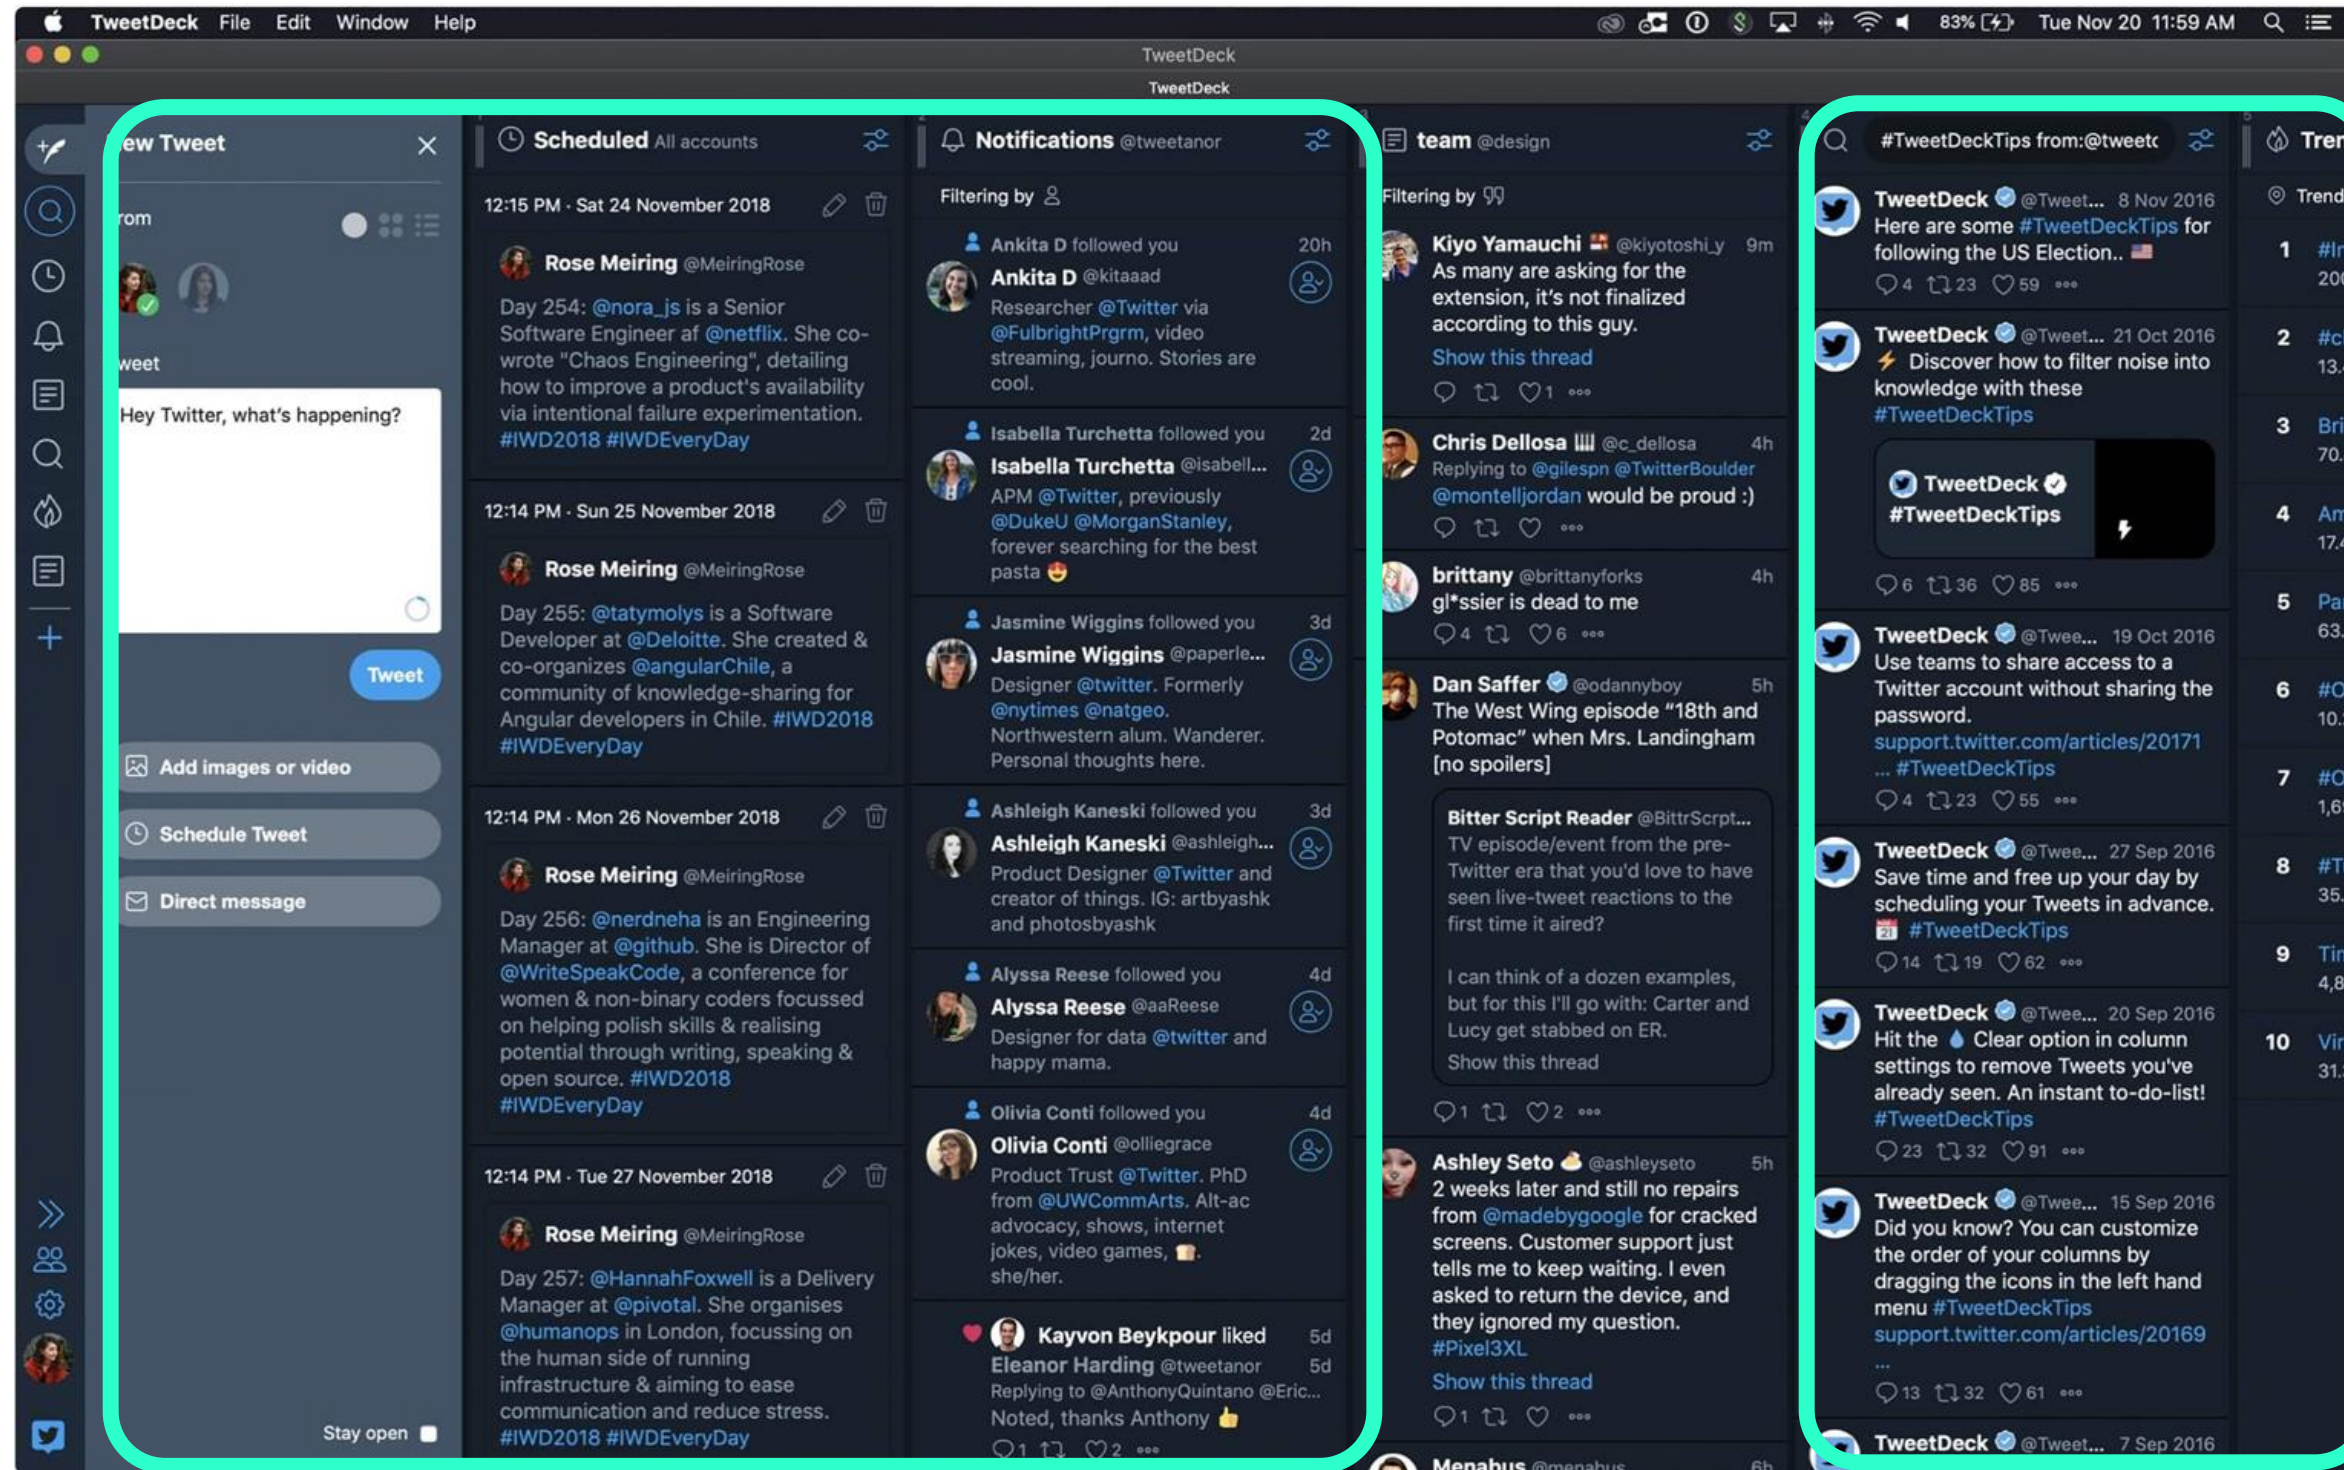 TweetDeck File Edit Window Help
83% Tue Nov 20 11:59 AM
TweetDeck
TweetDeck
ew Tweet
rom
weet
Hey Twitter, what's happening?
Tweet
Add images or video
Schedule Tweet
Direct message
Stay open
1
Scheduled All accounts
12:15 PM · Sat 24 November 2018
Rose Meiring @MeiringRose
Day 254: @nora_js is a Senior
Software Engineer af @netflix. She co-
wrote "Chaos Engineering", detailing
how to improve a product's availability
via intentional failure experimentation.
#IWD2018 #IWDEveryDay
12:14 PM · Sun 25 November 2018
Rose Meiring @MeiringRose
Day 255: @tatymolys is a Software
Developer at @Deloitte. She created &
co-organizes @angularChile, a
community of knowledge-sharing for
Angular developers in Chile. #IWD2018
#IWDEveryDay
12:14 PM · Mon 26 November 2018
Rose Meiring @MeiringRose
Day 256: @nerdneha is an Engineering
Manager at @github. She is Director of
@WriteSpeakCode, a conference for
women & non-binary coders focussed
on helping polish skills & realising
potential through writing, speaking &
open source. #IWD2018
#IWDEveryDay
12:14 PM · Tue 27 November 2018
Rose Meiring @MeiringRose
Day 257: @HannahFoxwell is a Delivery
Manager at @pivotal. She organises
@humanops in London, focussing on
the human side of running
infrastructure & aiming to ease
communication and reduce stress.
#IWD2018 #IWDEveryDay
2
Notifications @tweetanor
Filtering by
Ankita D followed you 20h
Ankita D @kitaaad
Researcher @Twitter via
@FulbrightPrgrm, video
streaming, journo. Stories are
cool.
Isabella Turchetta followed you 2d
Isabella Turchetta @isabell...
APM @Twitter, previously
@DukeU @MorganStanley,
forever searching for the best
pasta 😍
Jasmine Wiggins followed you 3d
Jasmine Wiggins @paperle...
Designer @twitter. Formerly
@nytimes @natgeo.
Northwestern alum. Wanderer.
Personal thoughts here.
Ashleigh Kaneski followed you 3d
Ashleigh Kaneski @ashleigh...
Product Designer @Twitter and
creator of things. IG: artbyashk
and photosbyashk
Alyssa Reese followed you 4d
Alyssa Reese @aaReese
Designer for data @twitter and
happy mama.
Olivia Conti followed you 4d
Olivia Conti @olliegrace
Product Trust @Twitter. PhD
from @UWCommArts. Alt-ac
advocacy, shows, internet
jokes, video games, 🍞.
she/her.
Kayvon Beykpour liked 5d
Eleanor Harding @tweetanor 5d
Replying to @AnthonyQuintano @Eric...
Noted, thanks Anthony 👍
1 2
team @design
Filtering by
Kiyo Yamauchi @kiyotoshi_y 9m
As many are asking for the
extension, it's not finalized
according to this guy.
Show this thread
1
Chris Dellosa @c_dellosa 4h
Replying to @gilespn @TwitterBoulder
@montelljordan would be proud :)
brittany @brittanyforks 4h
gl*ssier is dead to me
4 6
Dan Saffer @odannyboy 5h
The West Wing episode “18th and
Potomac” when Mrs. Landingham
[no spoilers]
Bitter Script Reader @BittrScrpt...
TV episode/event from the pre-
Twitter era that you'd love to have
seen live-tweet reactions to the
first time it aired?
I can think of a dozen examples,
but for this I'll go with: Carter and
Lucy get stabbed on ER.
Show this thread
1 2
Ashley Seto @ashleyseto 5h
2 weeks later and still no repairs
from @madebygoogle for cracked
screens. Customer support just
tells me to keep waiting. I even
asked to return the device, and
they ignored my question.
#Pixel3XL
Show this thread
1
Menabus @menabus 6h
4
#TweetDeckTips from:@tweetc
TweetDeck @Tweet... 8 Nov 2016
Here are some #TweetDeckTips for
following the US Election.. 🇺🇸
4 23 59
TweetDeck @Tweet... 21 Oct 2016
⚡ Discover how to filter noise into
knowledge with these
#TweetDeckTips
TweetDeck
#TweetDeckTips
6 36 85
TweetDeck @Twee... 19 Oct 2016
Use teams to share access to a
Twitter account without sharing the
password.
support.twitter.com/articles/20171
... #TweetDeckTips
4 23 55
TweetDeck @Twee... 27 Sep 2016
Save time and free up your day by
scheduling your Tweets in advance.
📅 #TweetDeckTips
14 19 62
TweetDeck @Twee... 20 Sep 2016
Hit the 💧 Clear option in column
settings to remove Tweets you've
already seen. An instant to-do-list!
#TweetDeckTips
23 32 91
TweetDeck @Twee... 15 Sep 2016
Did you know? You can customize
the order of your columns by
dragging the icons in the left hand
menu #TweetDeckTips
support.twitter.com/articles/20169
...
13 32 61
TweetDeck @Tweet... 7 Sep 2016
5
Tren
Trend
1
2
3 Bri
4 Am
5 Par
6
7
8
9 Tim
10 Vir